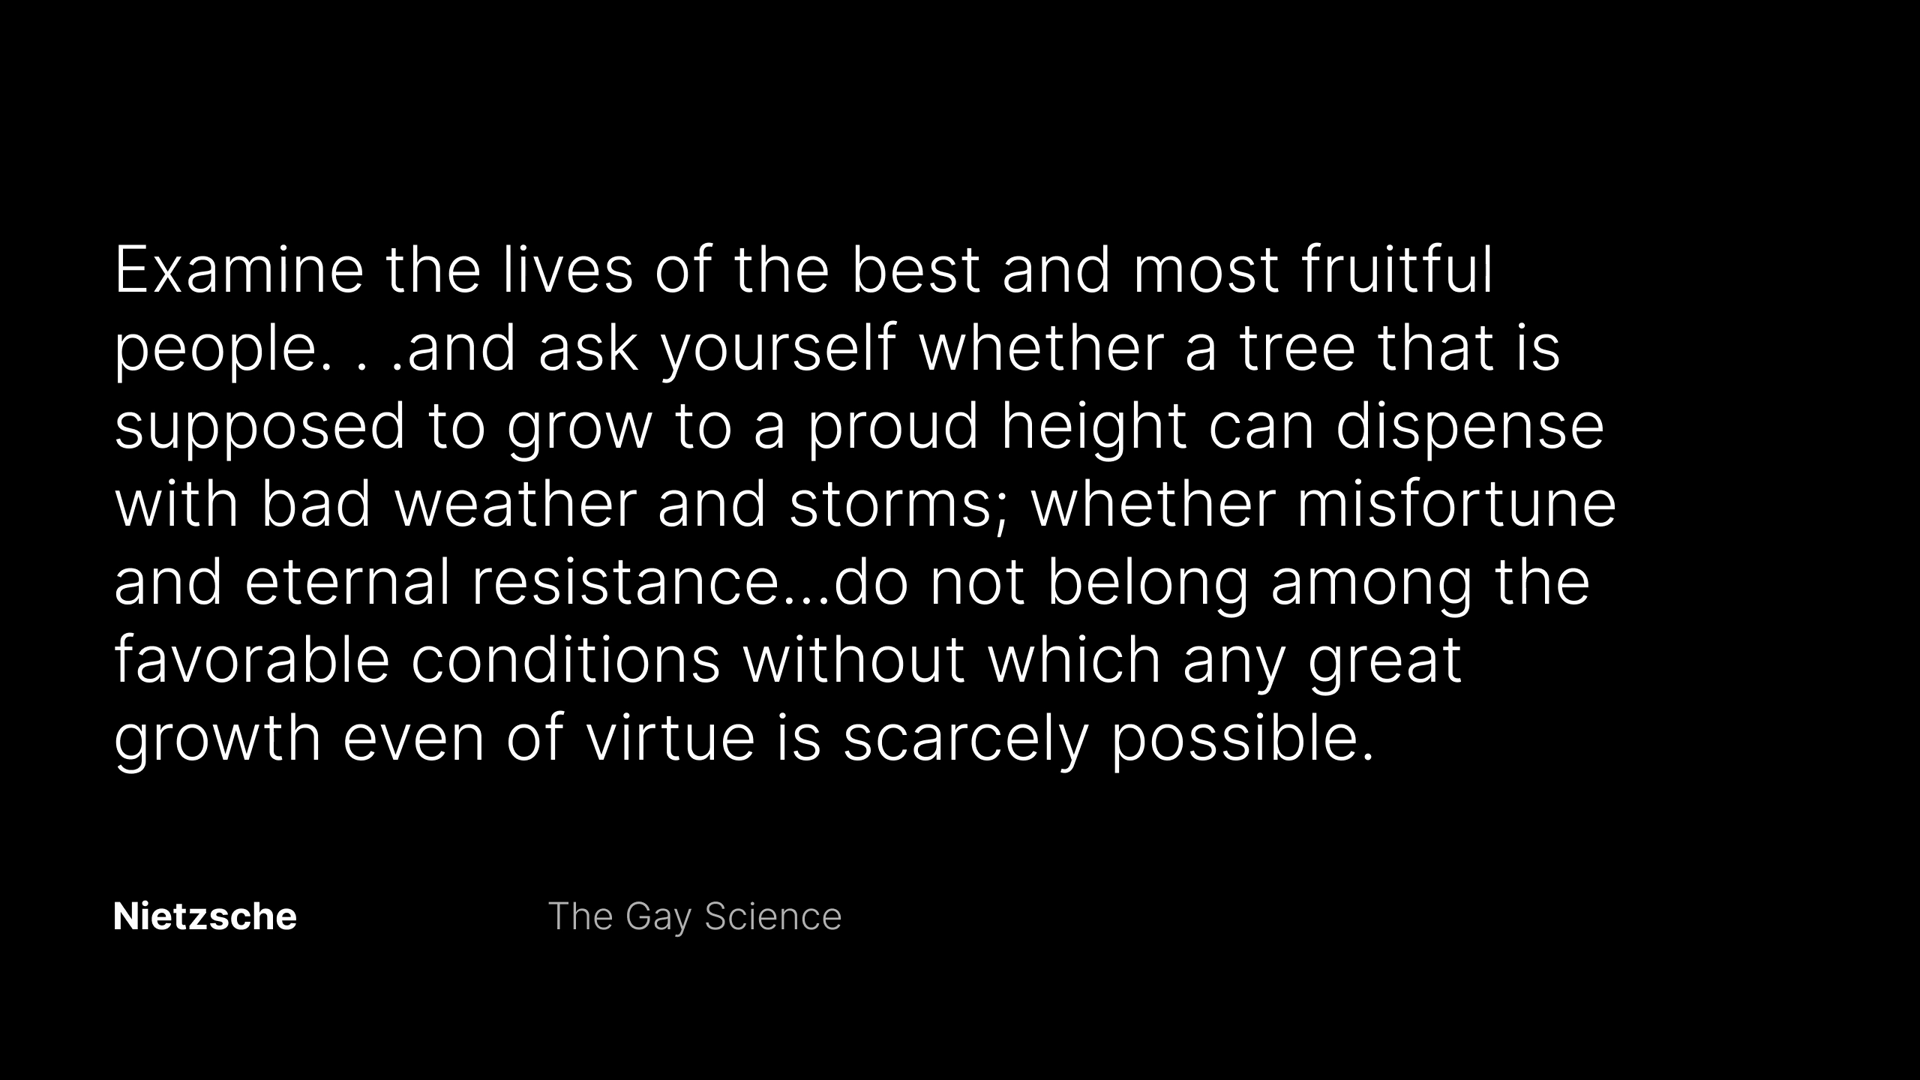 Examine the lives of the best and most fruitful
people. . .and ask yourself whether a tree that is
supposed to grow to a proud height can dispense
with bad weather and storms; whether misfortune
and eternal resistance...do not belong among the
favorable conditions without which any great
growth even of virtue is scarcely possible.
Nietzsche The Gay Science